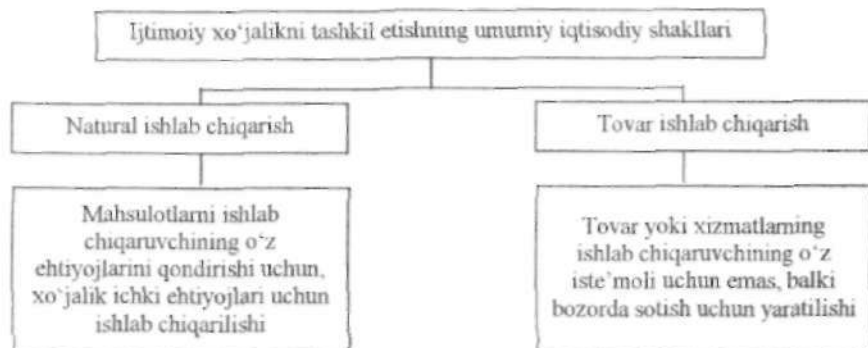 Ijtimoiy xo‘jalikni tashkil etishning umumiy iqtisodiy shakllari
Natural ishlab chiqarish
Tovar ishlab chiqarish
Mahsulotlarni ishlab
chiqaruvchining o‘z
ehtiyojlarini qondirishi uchun,
xo‘jalik ichki ehtiyojlari uchun
ishlab chiqarilishi
Tovar yoki xizmatlarning
ishlab chiqaruvchining o‘z
iste’moli uchun emas, balki
bozorda sotish uchun yaratilishi